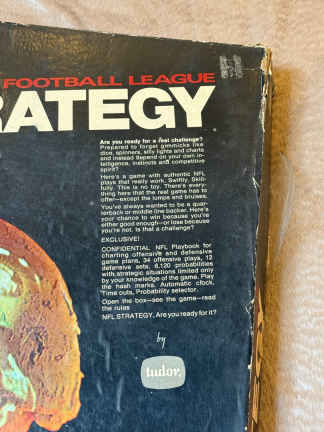 FOOTBALL LEAGUE
RATEGY
Are you ready for a real challenge?
Prepared to forget gimmicks like
dice, spinners, silly lights and charts
and instead depend on your own in-
telligence, instincts and competitive
spirit?
Here's a game with authentic NFL
plays that really work. Swiftly. Skill-
fully. This is no toy. There's every-
thing here that the real game has to
offer—except the lumps and bruises.
You've always wanted to be a quar-
terback or middle line backer. Here's
your chance to win because you're
either good enough—or lose because
you're not. Is that a challenge?
EXCLUSIVE!
CONFIDENTIAL NFL Playbook for
charting offensive and defensive
game plans, 34 offensive plays, 12
defensive sets, 6,120 probabilities
with strategic situations limited only
by your knowledge of the game. Play
the hash marks. Automatic clock,
Time outs, Probability selector.
Open the box—see the game—read
the rules
NFL STRATEGY. Are you ready for it?
by
tudor